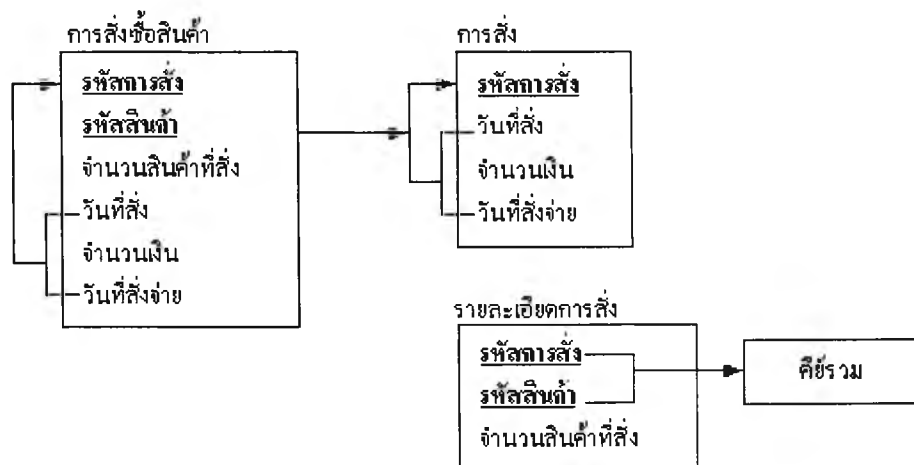 การสั่งซื้อสินค้า
รหัสการสั่ง
รหัสสินค้า
จำนวนสินค้าที่สั่ง
วันที่สั่ง
จำนวนเงิน
วันที่สั่งจ่าย
การสั่ง
รหัสการสั่ง
วันที่สั่ง
จำนวนเงิน
วันที่สั่งจ่าย
รายละเอียดการสั่ง
รหัสการสั่ง
รหัสสินค้า
จำนวนสินค้าที่สั่ง
คีย์รวม